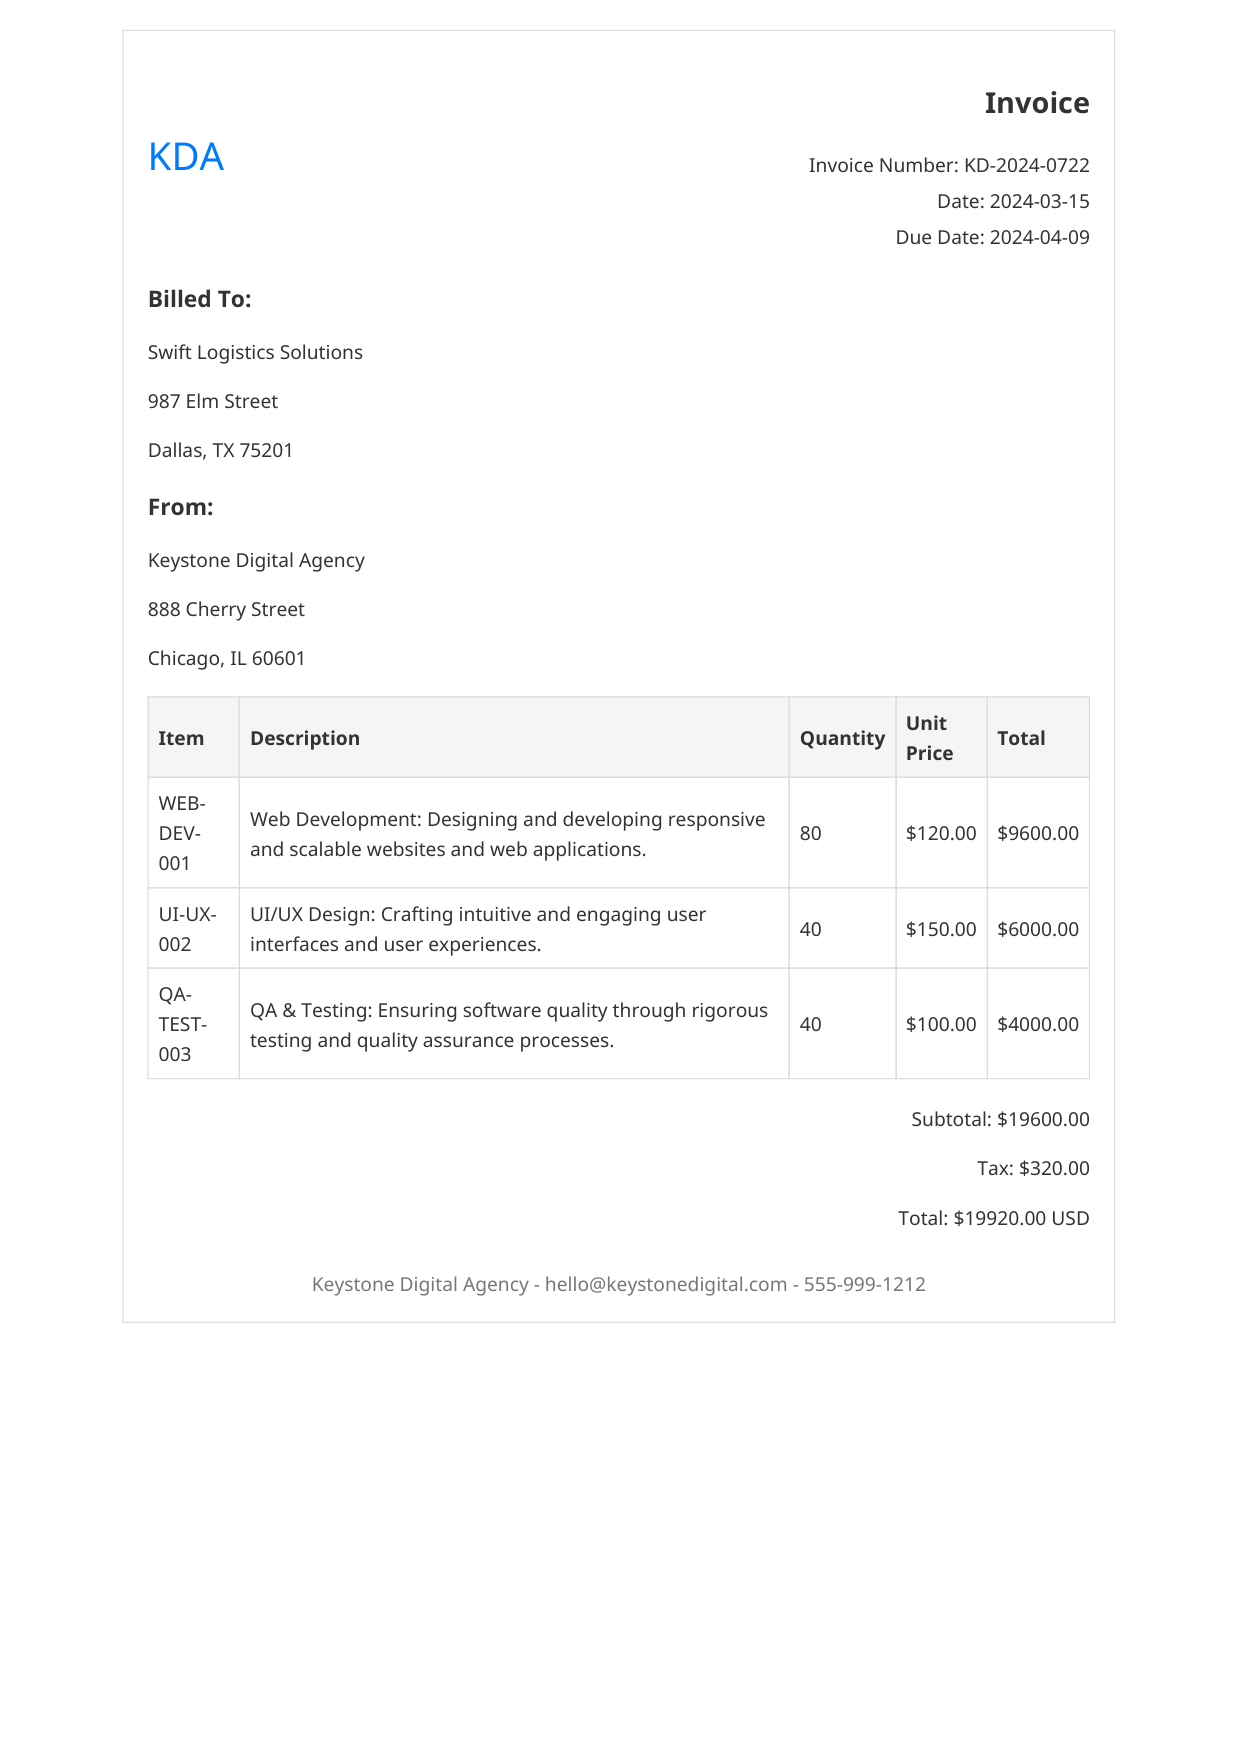 Invoice
KDA
Invoice Number: KD-2024-0722
Date: 2024-03-15
Due Date: 2024-04-09
Billed To:
Swift Logistics Solutions
987 Elm Street
Dallas, TX 75201
From:
Keystone Digital Agency
888 Cherry Street
Chicago, IL 60601
Item Description Quantity Unit
Price Total
WEB-
DEV-
001
Web Development: Designing and developing responsive
and scalable websites and web applications.
80 $120.00 $9600.00
UI-UX-
002
UI/UX Design: Crafting intuitive and engaging user
interfaces and user experiences.
40 $150.00 $6000.00
QA-
TEST-
003
QA & Testing: Ensuring software quality through rigorous
testing and quality assurance processes.
40 $100.00 $4000.00
Subtotal: $19600.00
Tax: $320.00
Total: $19920.00 USD
Keystone Digital Agency - hello@keystonedigital.com - 555-999-1212